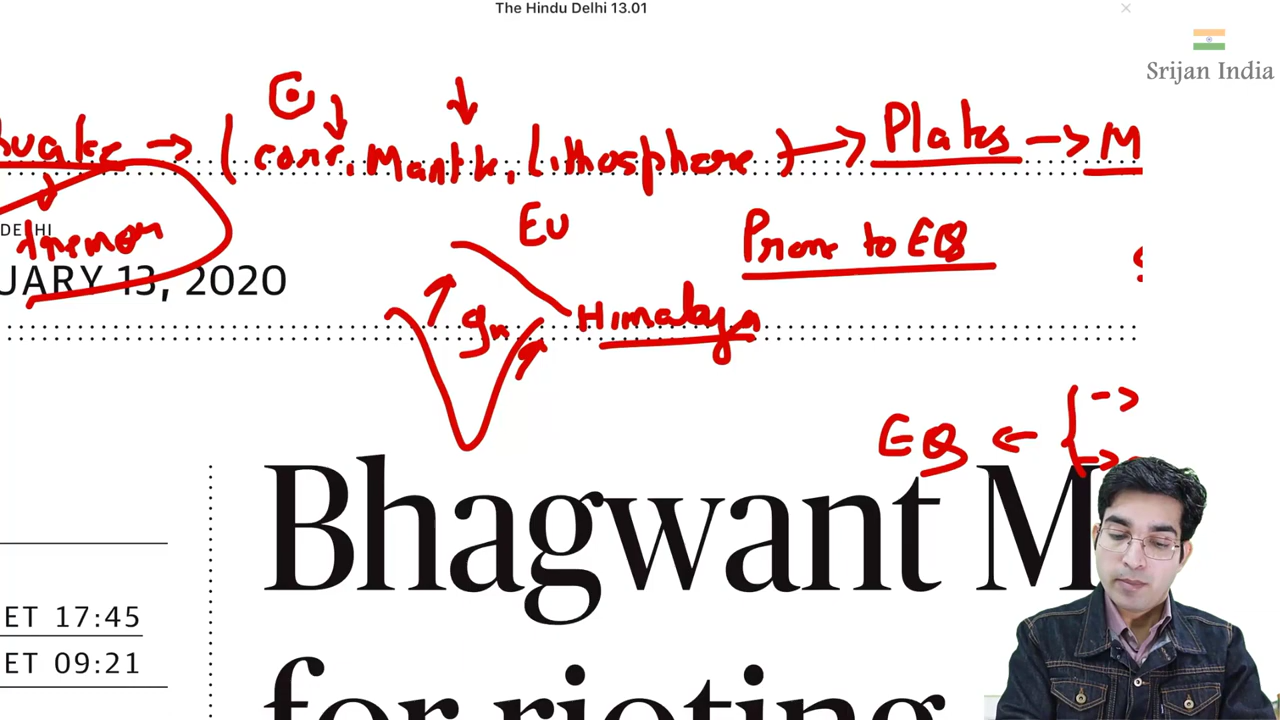 The Hindu Delhi 13.01
Srijan India
→ ( core, Mantle, Lithosphere ) → Plates → M
DELHI
tremor
EU
Prone to EQ
UARY 13, 2020
Himalaya
EQ ←
Bhagwant M
ET 17:45
ET 09:21
for rioting